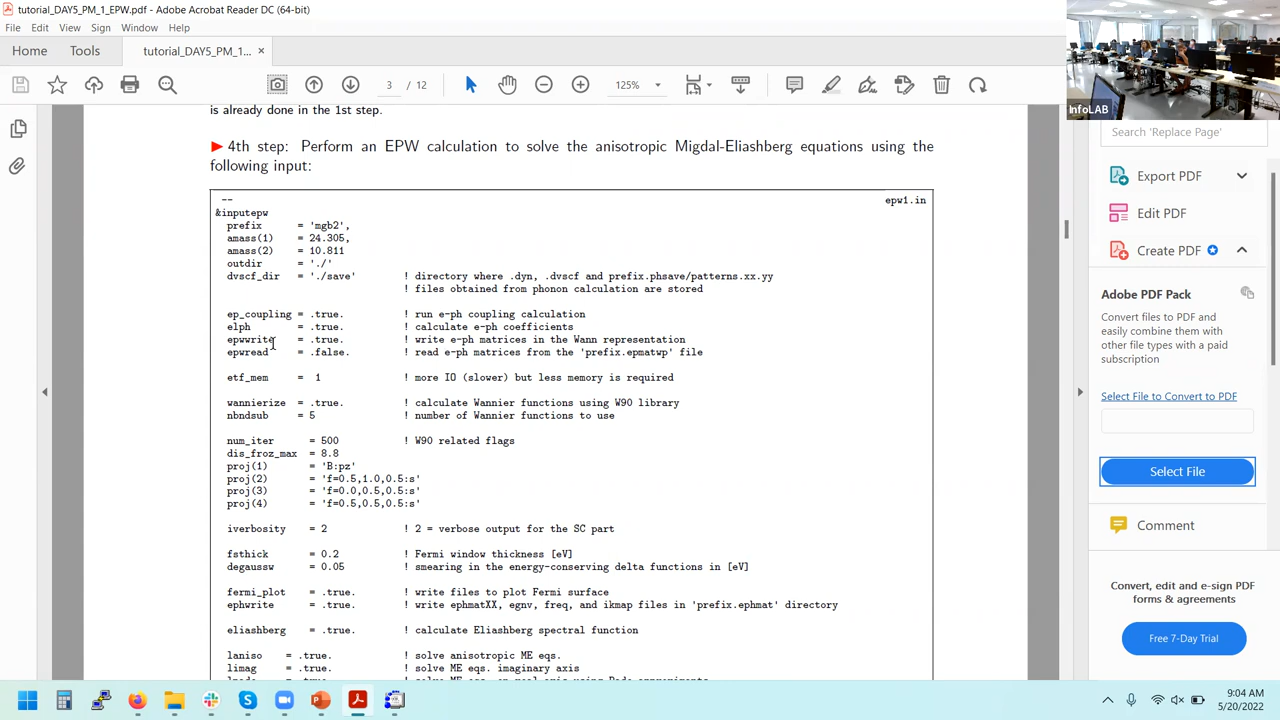 tutorial_DAY5_PM_1_EPW.pdf - Adobe Acrobat Reader DC (64-bit)
File Edit View Sign Window Help
Home Tools tutorial_DAY5_PM_1_... ×
3 / 12 125%
InfoLAB
is already done in the 1st step.
▶ 4th step: Perform an EPW calculation to solve the anisotropic Migdal-Eliashberg equations using the
following input:
-- epw1.in
&inputepw
prefix = 'mgb2',
amass(1) = 24.305,
amass(2) = 10.811
outdir = './'
dvscf_dir = './save' ! directory where .dyn, .dvscf and prefix.phsave/patterns.xx.yy
! files obtained from phonon calculation are stored
ep_coupling = .true. ! run e-ph coupling calculation
elph = .true. ! calculate e-ph coefficients
epwwrite = .true. ! write e-ph matrices in the Wann representation
epwread = .false. ! read e-ph matrices from the 'prefix.epmatwp' file
etf_mem = 1 ! more IO (slower) but less memory is required
wannierize = .true. ! calculate Wannier functions using W90 library
nbndsub = 5 ! number of Wannier functions to use
num_iter = 500 ! W90 related flags
dis_froz_max = 8.8
proj(1) = 'B:pz'
proj(2) = 'f=0.5,1.0,0.5:s'
proj(3) = 'f=0.0,0.5,0.5:s'
proj(4) = 'f=0.5,0.5,0.5:s'
iverbosity = 2 ! 2 = verbose output for the SC part
fsthick = 0.2 ! Fermi window thickness [eV]
degaussw = 0.05 ! smearing in the energy-conserving delta functions in [eV]
fermi_plot = .true. ! write files to plot Fermi surface
ephwrite = .true. ! write ephmatXX, egnv, freq, and ikmap files in 'prefix.ephmat' directory
eliashberg = .true. ! calculate Eliashberg spectral function
laniso = .true. ! solve anisotropic ME eqs.
limag = .true. ! solve ME eqs. imaginary axis
Search 'Replace Page'
Export PDF
Edit PDF
Create PDF
Adobe PDF Pack
Convert files to PDF and
easily combine them with
other file types with a paid
subscription
Select File to Convert to PDF
Select File
Comment
Convert, edit and e-sign PDF
forms & agreements
Free 7-Day Trial
9:04 AM
5/20/2022